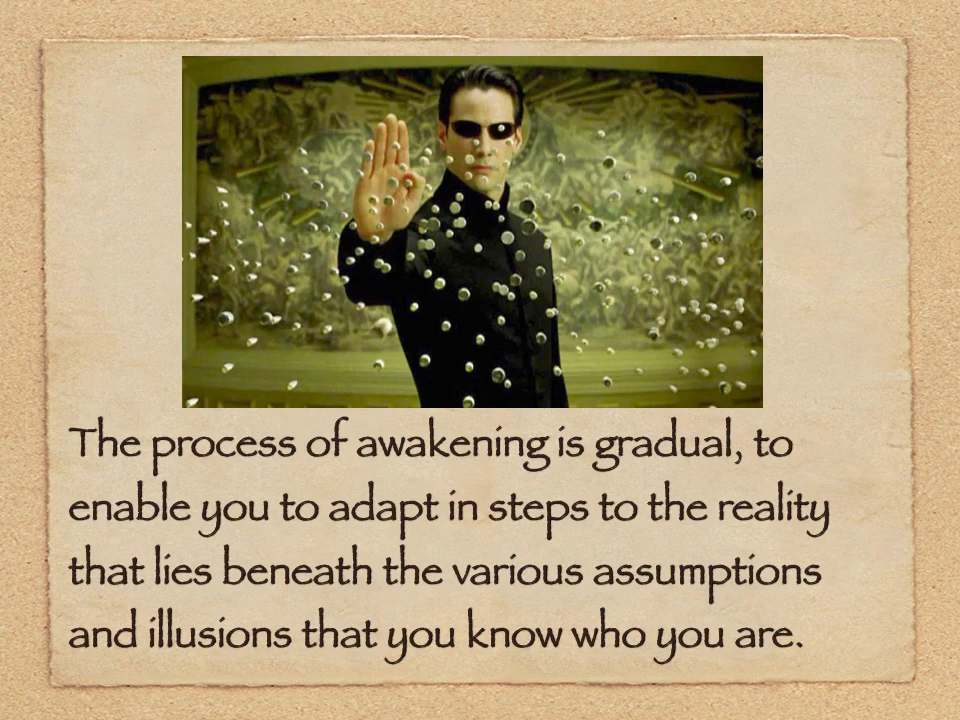 The process of awakening is gradual, to
enable you to adapt in steps to the reality
that lies beneath the various assumptions
and illusions that you know who you are.